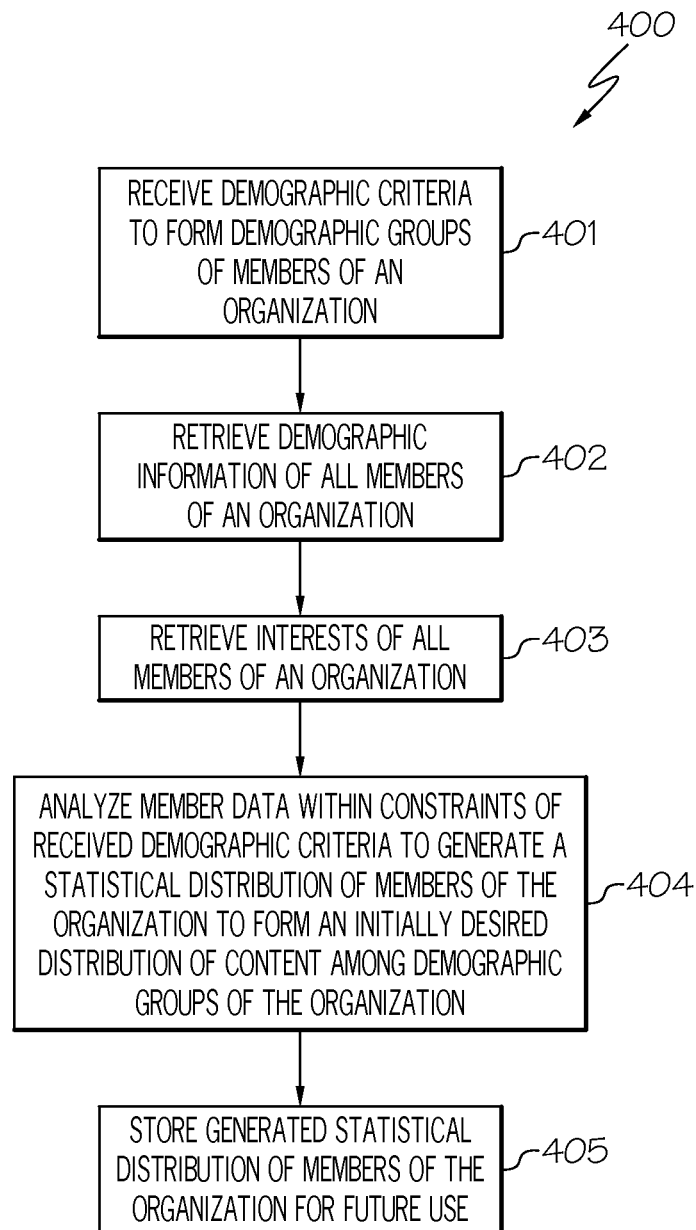 400
RECEIVE DEMOGRAPHIC CRITERIA
TO FORM DEMOGRAPHIC GROUPS
OF MEMBERS OF AN
ORGANIZATION
401
RETRIEVE DEMOGRAPHIC
INFORMATION OF ALL MEMBERS
OF AN ORGANIZATION
402
RETRIEVE INTERESTS OF ALL
MEMBERS OF AN ORGANIZATION
403
ANALYZE MEMBER DATA WITHIN CONSTRAINTS OF
RECEIVED DEMOGRAPHIC CRITERIA TO GENERATE A
STATISTICAL DISTRIBUTION OF MEMBERS OF THE
ORGANIZATION TO FORM AN INITIALLY DESIRED
DISTRIBUTION OF CONTENT AMONG DEMOGRAPHIC
GROUPS OF THE ORGANIZATION
404
STORE GENERATED STATISTICAL
DISTRIBUTION OF MEMBERS OF THE
ORGANIZATION FOR FUTURE USE
405